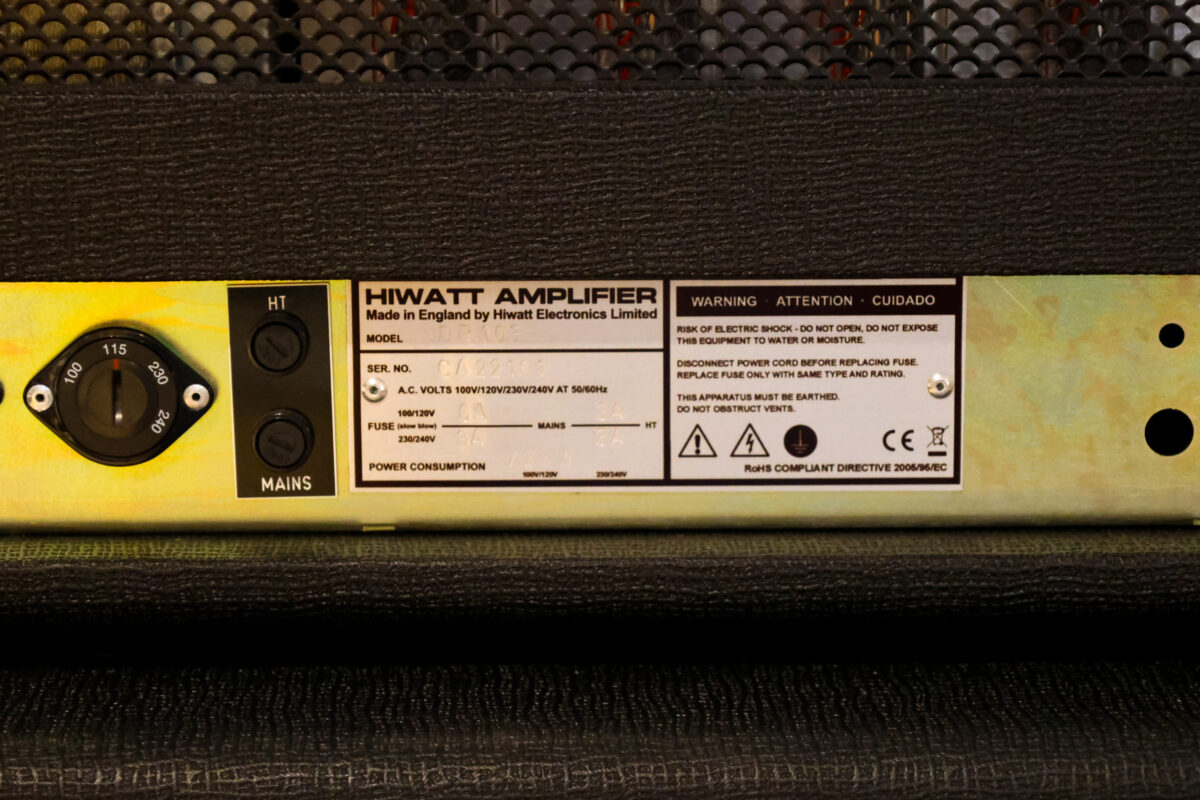 100
115
230
240
HT
MAINS
HIWATT AMPLIFIER
Made in England by Hiwatt Electronics Limited
MODEL DR103
SER. NO.
A.C. VOLTS 100V/120V/230V/240V AT 50/60Hz
100/120V
FUSE (slow blow) MAINS HT
230/240V 3A
POWER CONSUMPTION
100V/120V 230/240V
WARNING · ATTENTION · CUIDADO
RISK OF ELECTRIC SHOCK - DO NOT OPEN, DO NOT EXPOSE
THIS EQUIPMENT TO WATER OR MOISTURE.
DISCONNECT POWER CORD BEFORE REPLACING FUSE.
REPLACE FUSE ONLY WITH SAME TYPE AND RATING.
THIS APPARATUS MUST BE EARTHED.
DO NOT OBSTRUCT VENTS.
CE
RoHS COMPLIANT DIRECTIVE 2005/95/EC